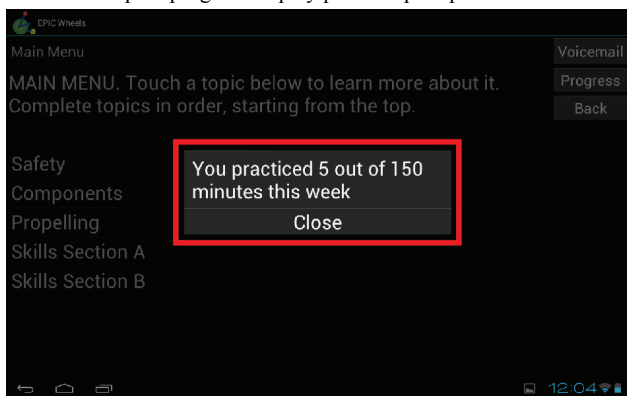 EPIC Wheels
Main Menu
Voicemail
MAIN MENU. Touch a topic below to learn more about it.
Progress
Complete topics in order, starting from the top.
Back
Safety
Components
Propelling
Skills Section A
Skills Section B
You practiced 5 out of 150
minutes this week
Close
12:04